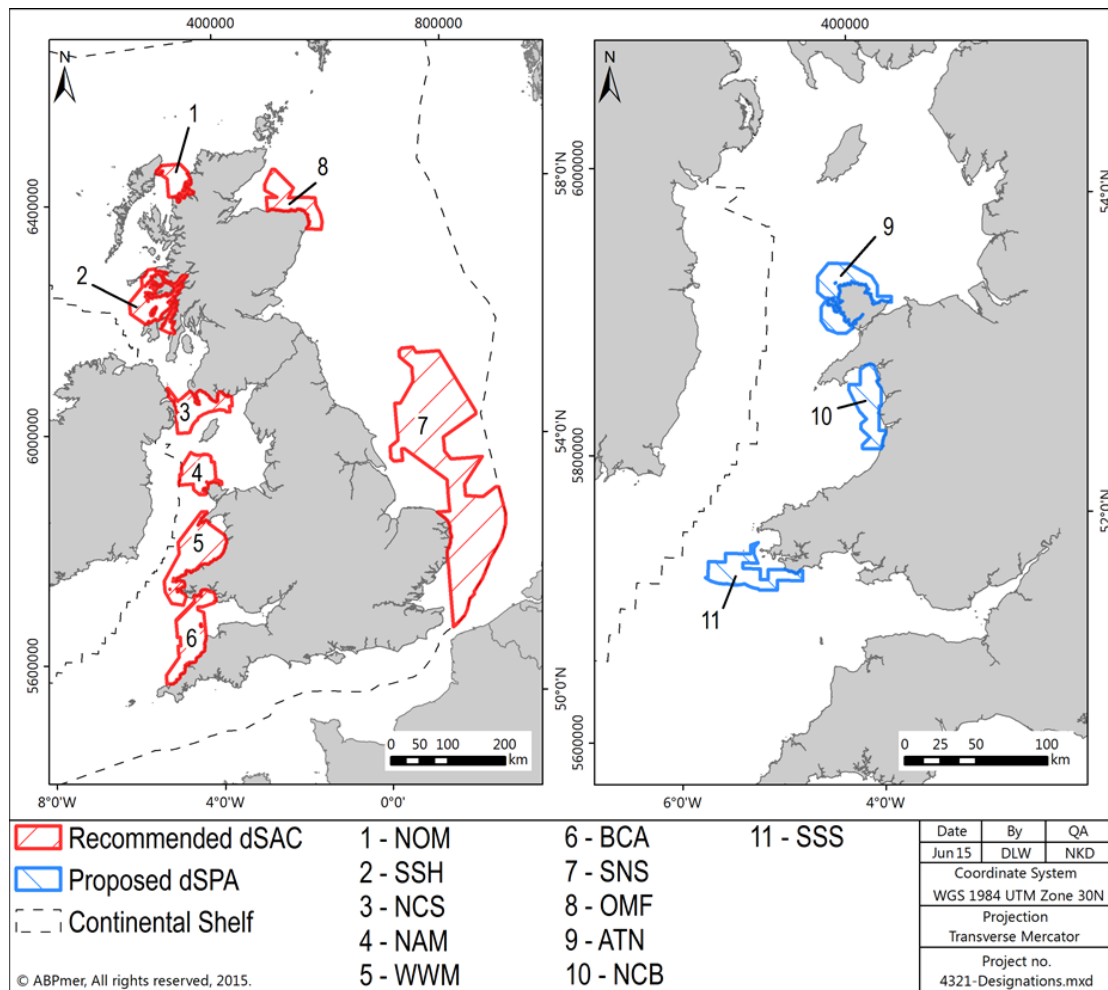 400000 800000
400000
N
N
1
8
58°0'N
6000000
54°0'N
6400000
2
9
7
3
10
54°0'N
6000000
4
5800000
52°0'N
5
11
6
5600000
50°0'N
5600000
0 50 100 200
km
0 25 50 100
km
8°0'W 4°0'W 0°0'
6°0'W 4°0'W
Recommended dSAC
Proposed dSPA
Continental Shelf
© ABPmer, All rights reserved, 2015.
1 - NOM
2 - SSH
3 - NCS
4 - NAM
5 - WWM
6 - BCA
7 - SNS
8 - OMF
9 - ATN
10 - NCB
11 - SSS
Date By QA
Jun 15 DLW NKD
Coordinate System
WGS 1984 UTM Zone 30N
Projection
Transverse Mercator
Project no.
4321-Designations.mxd